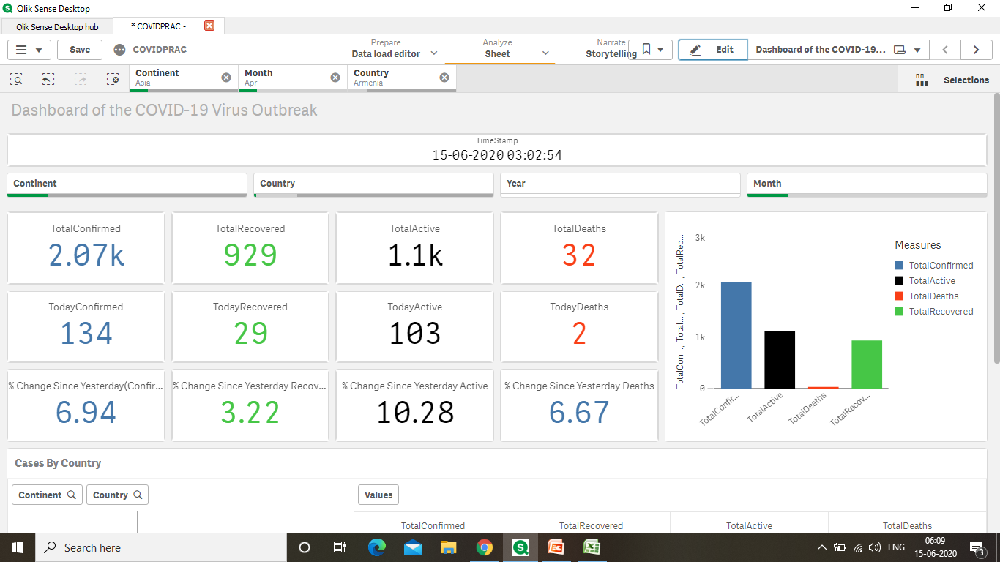 Qlik Sense Desktop
Qlik Sense Desktop hub
* COVIDPRAC - ...
Save
COVIDPRAC
Prepare
Data load editor
Analyze
Sheet
Narrate
Storytelling
Edit
Dashboard of the COVID-19...
Continent
Asia
Month
Apr
Country
Armenia
Selections
Dashboard of the COVID-19 Virus Outbreak
TimeStamp
15-06-2020 03:02:54
Continent
Country
Year
Month
TotalConfirmed
2.07k
TotalRecovered
929
TotalActive
1.1k
TotalDeaths
32
TodayConfirmed
134
TodayRecovered
29
TodayActive
103
TodayDeaths
2
% Change Since Yesterday(Confir...
6.94
% Change Since Yesterday Recov...
3.22
% Change Since Yesterday Active
10.28
% Change Since Yesterday Deaths
6.67
TotalCon..., Total..., TotalD..., TotalRec...
3k
2k
1k
0
TotalConfir...
TotalActive
TotalDeaths
TotalRecov...
Measures
TotalConfirmed
TotalActive
TotalDeaths
TotalRecovered
Cases By Country
Continent
Country
Values
TotalConfirmed
TotalRecovered
TotalActive
TotalDeaths
Type here to search
ENG
06:09
15-06-2020
3